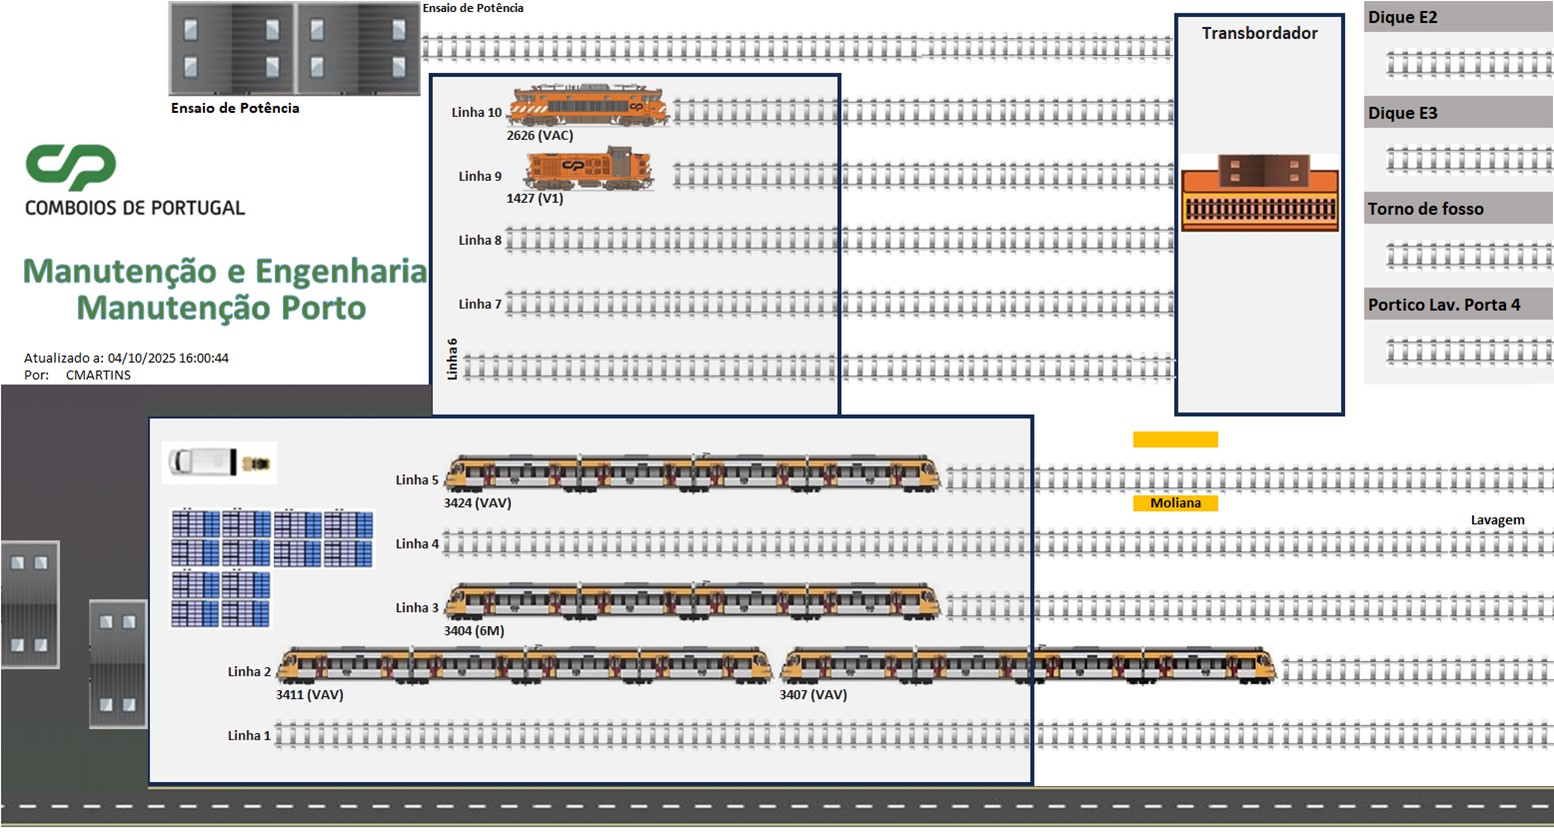 Ensaio de Potência
Ensaio de Potência
Transbordador
Dique E2
Dique E3
Torno de fosso
Portico Lav. Porta 4
COMBOIOS DE PORTUGAL
Manutenção e Engenharia
Manutenção Porto
Atualizado a: 04/10/2025 16:00:44
Por: CMARTINS
Linha 10
2626 (VAC)
Linha 9
1427 (V1)
Linha 8
Linha 7
Linha 6
Linha 5
3424 (VAV)
Moliana
Lavagem
Linha 4
Linha 3
3404 (6M)
Linha 2
3411 (VAV)
3407 (VAV)
Linha 1